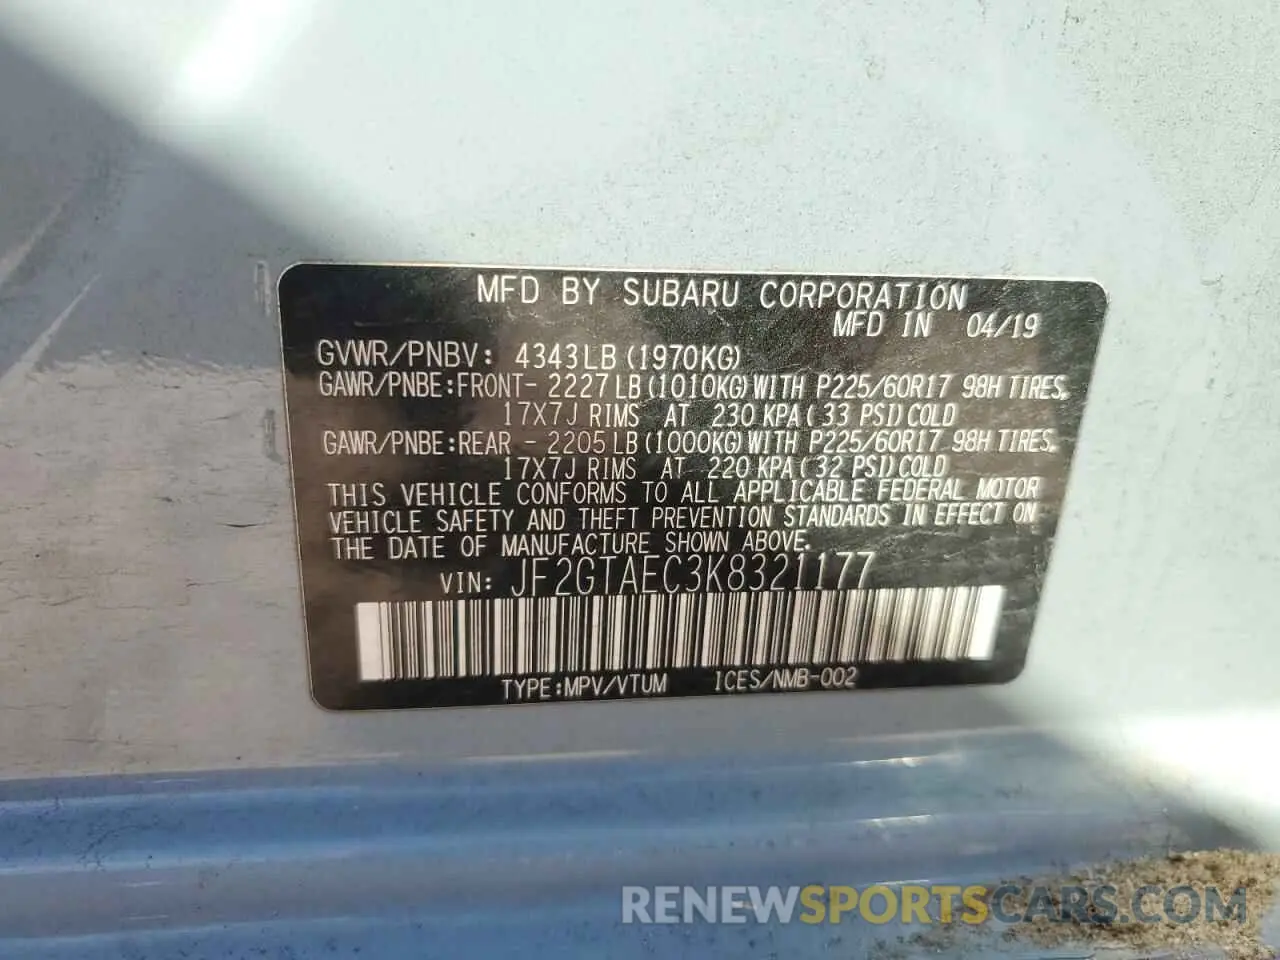 MFD BY SUBARU CORPORATION
MFD IN 04/19
GVWR/PNBV: 4343LB(1970KG)
GAWR/PNBE:FRONT- 2227LB(1010KG)WITH P225/60R17 98H TIRES,
17X7J RIMS AT 230 KPA(33 PSI)COLD
GAWR/PNBE:REAR - 2205LB(1000KG)WITH P225/60R17 98H TIRES,
17X7J RIMS AT 220 KPA(32 PSI)COLD
THIS VEHICLE CONFORMS TO ALL APPLICABLE FEDERAL MOTOR
VEHICLE SAFETY AND THEFT PREVENTION STANDARDS IN EFFECT ON
THE DATE OF MANUFACTURE SHOWN ABOVE.
VIN: JF2GTAEC3K8321177
TYPE:MPV/VTUM ICES/NMB-002
RENEWSPORTSCARS.COM